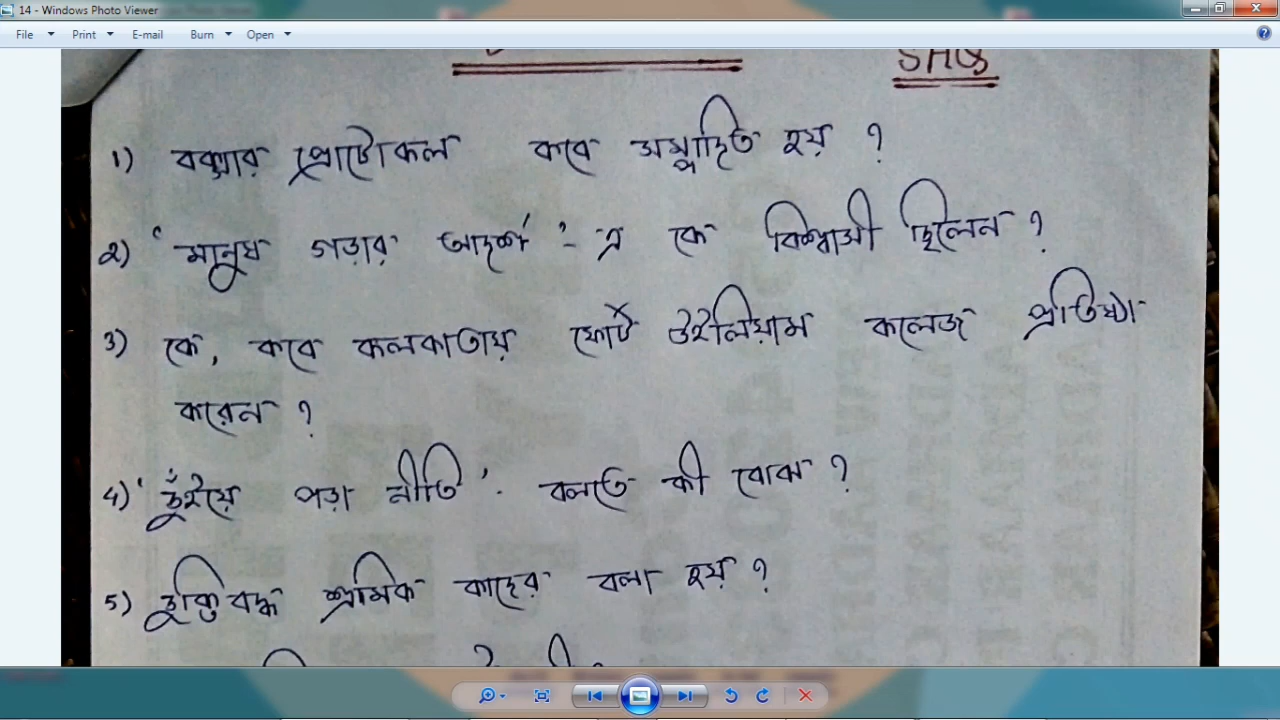 14 - Windows Photo Viewer
File Print E-mail Burn Open
SAQ
1) বক্সার প্রোটোকল কবে সম্পাদিত হয় ?
2) ‘মানুষ গড়ার আদর্শ’ - এ কে বিশ্বাসী ছিলেন ?
3) কে, কবে কলকাতায় ফোর্ট উইলিয়াম কলেজ প্রতিষ্ঠা
করেন ?
4) ‘চুঁইয়ে পড়া নীতি’ - বলতে কী বোঝ ?
5) চুক্তিবদ্ধ শ্রমিক কাদের বলা হয় ?